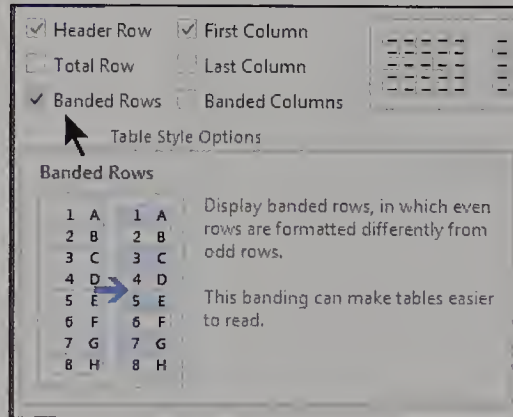 Header Row First Column
Total Row Last Column
Banded Rows Banded Columns
Table Style Options
Banded Rows
Display banded rows, in which even
rows are formatted differently from
odd rows.
This banding can make tables easier
to read.
1 A 1 A
2 B 2 B
3 C 3 C
4 D 4 D
5 E 5 E
6 F 6 F
7 G 7 G
8 H 8 H